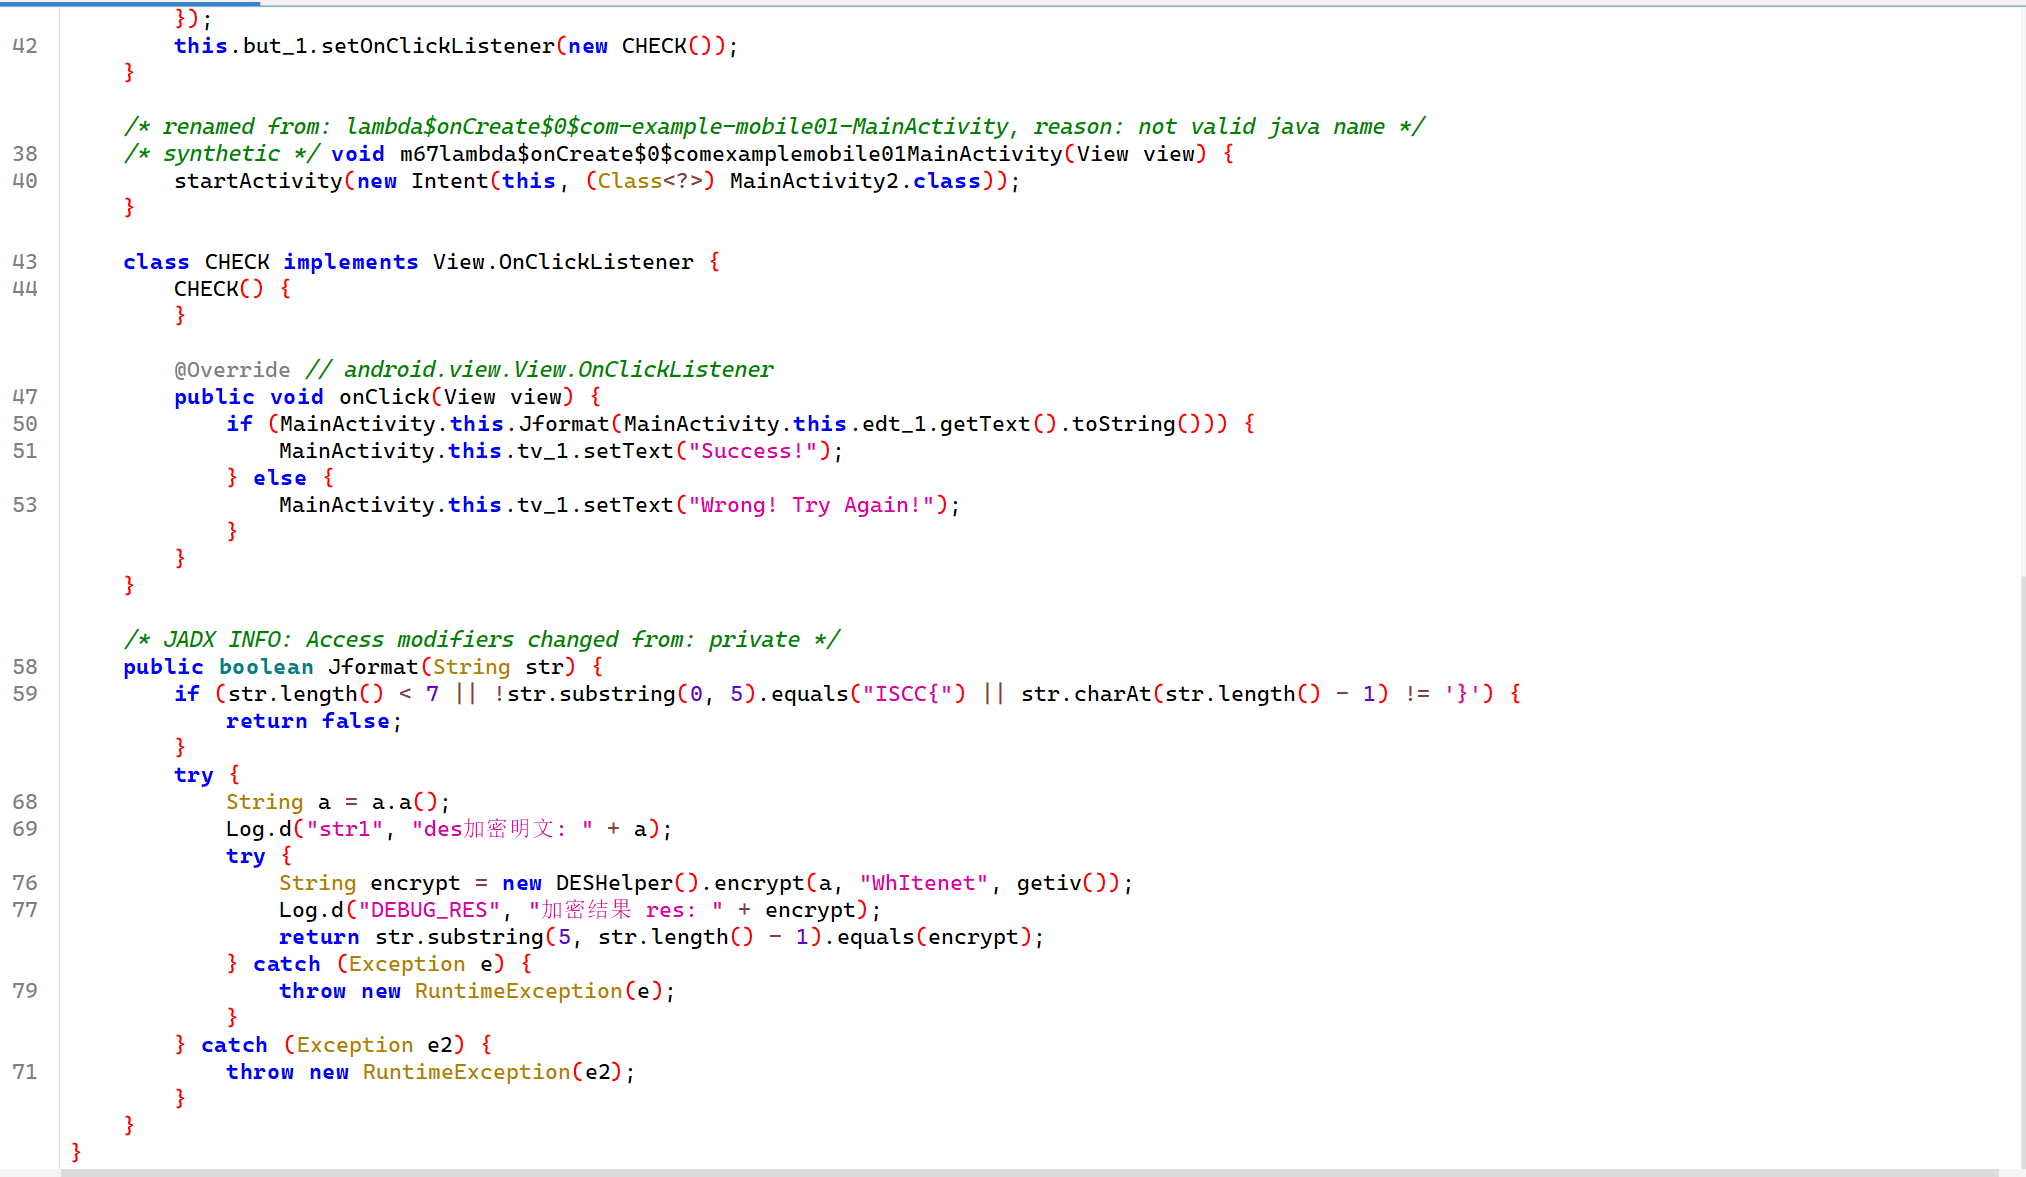 });
42        this.but_1.setOnClickListener(new CHECK());
    }
    /* renamed from: lambda$onCreate$0$com-example-mobile01-MainActivity, reason: not valid java name */
38    /* synthetic */ void m67lambda$onCreate$0$comexamplemobile01MainActivity(View view) {
40        startActivity(new Intent(this, (Class<?>) MainActivity2.class));
    }
43    class CHECK implements View.OnClickListener {
44        CHECK() {
        }
        @Override // android.view.View.OnClickListener
47        public void onClick(View view) {
50            if (MainActivity.this.Jformat(MainActivity.this.edt_1.getText().toString())) {
51                MainActivity.this.tv_1.setText("Success!");
            } else {
53                MainActivity.this.tv_1.setText("Wrong! Try Again!");
            }
        }
    }
    /* JADX INFO: Access modifiers changed from: private */
58    public boolean Jformat(String str) {
59        if (str.length() < 7 || !str.substring(0, 5).equals("ISCC{") || str.charAt(str.length() - 1) != '}') {
            return false;
        }
        try {
68            String a = a.a();
69            Log.d("str1", "des加密明文: " + a);
            try {
76                String encrypt = new DESHelper().encrypt(a, "WhItenet", getiv());
77                Log.d("DEBUG_RES", "加密结果 res: " + encrypt);
                return str.substring(5, str.length() - 1).equals(encrypt);
            } catch (Exception e) {
79                throw new RuntimeException(e);
            }
        } catch (Exception e2) {
71            throw new RuntimeException(e2);
        }
    }
}